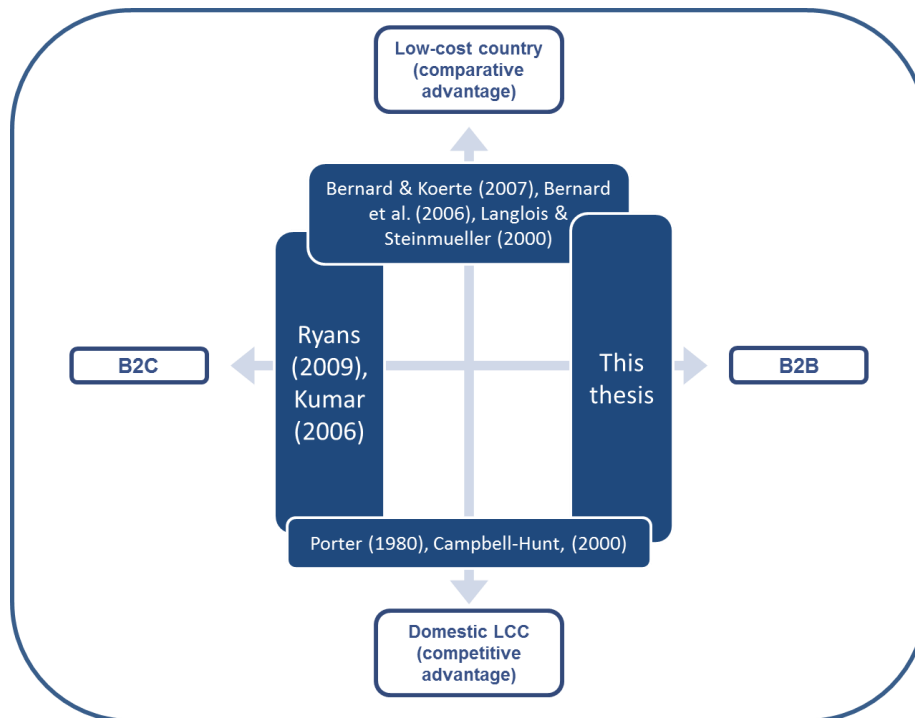 Low-cost country
(comparative
advantage)
Bernard & Koerte (2007), Bernard
et al. (2006), Langlois &
Steinmueller (2000)
Ryans
(2009),
Kumar
(2006)
This
thesis
B2C
B2B
Porter (1980), Campbell-Hunt, (2000)
Domestic LCC
(competitive
advantage)